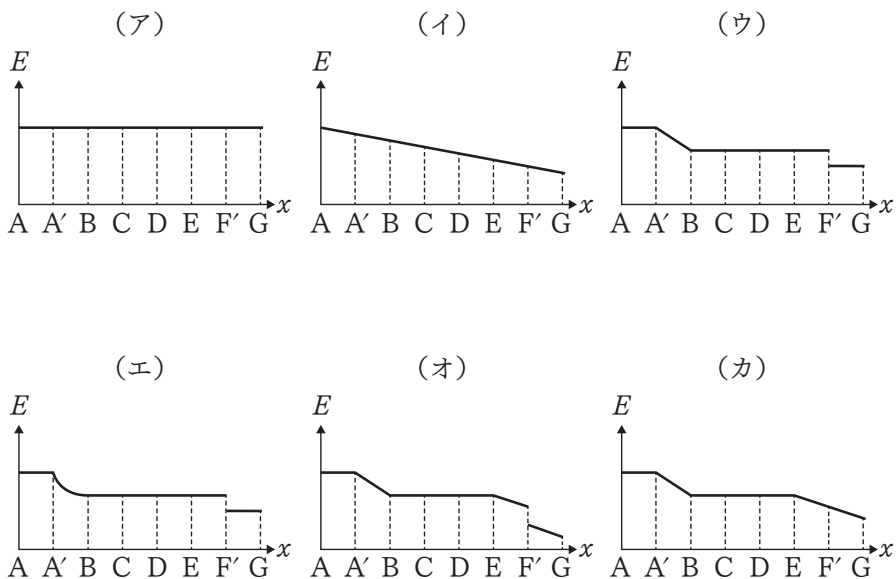 (ア) (イ) (ウ)
E E E
x x x
A A′ B C D E F′ G A A′ B C D E F′ G A A′ B C D E F′ G
(エ) (オ) (カ)
E E E
x x x
A A′ B C D E F′ G A A′ B C D E F′ G A A′ B C D E F′ G